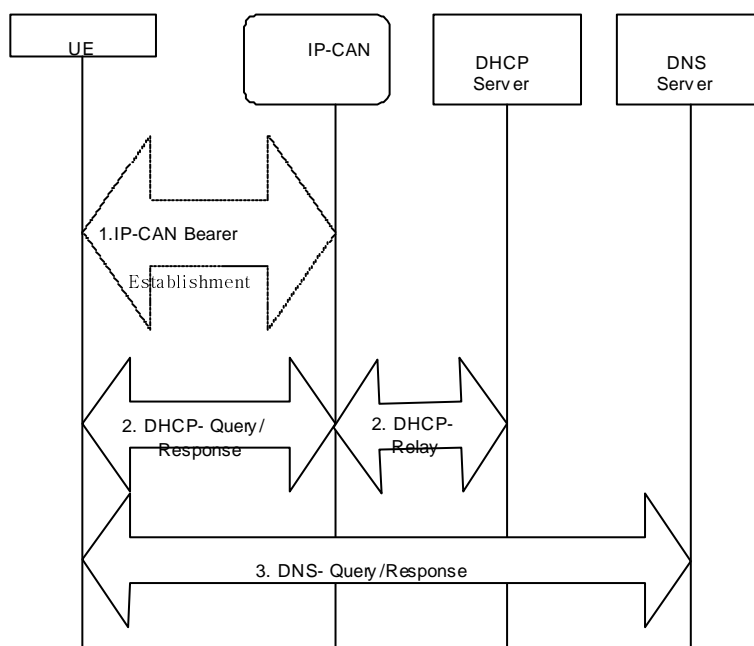 UE
IP-CAN
DHCP
Server
DNS
Server
1.IP-CAN Bearer
Establishment
2. DHCP- Query/
Response
2. DHCP-
Relay
3. DNS- Query/Response